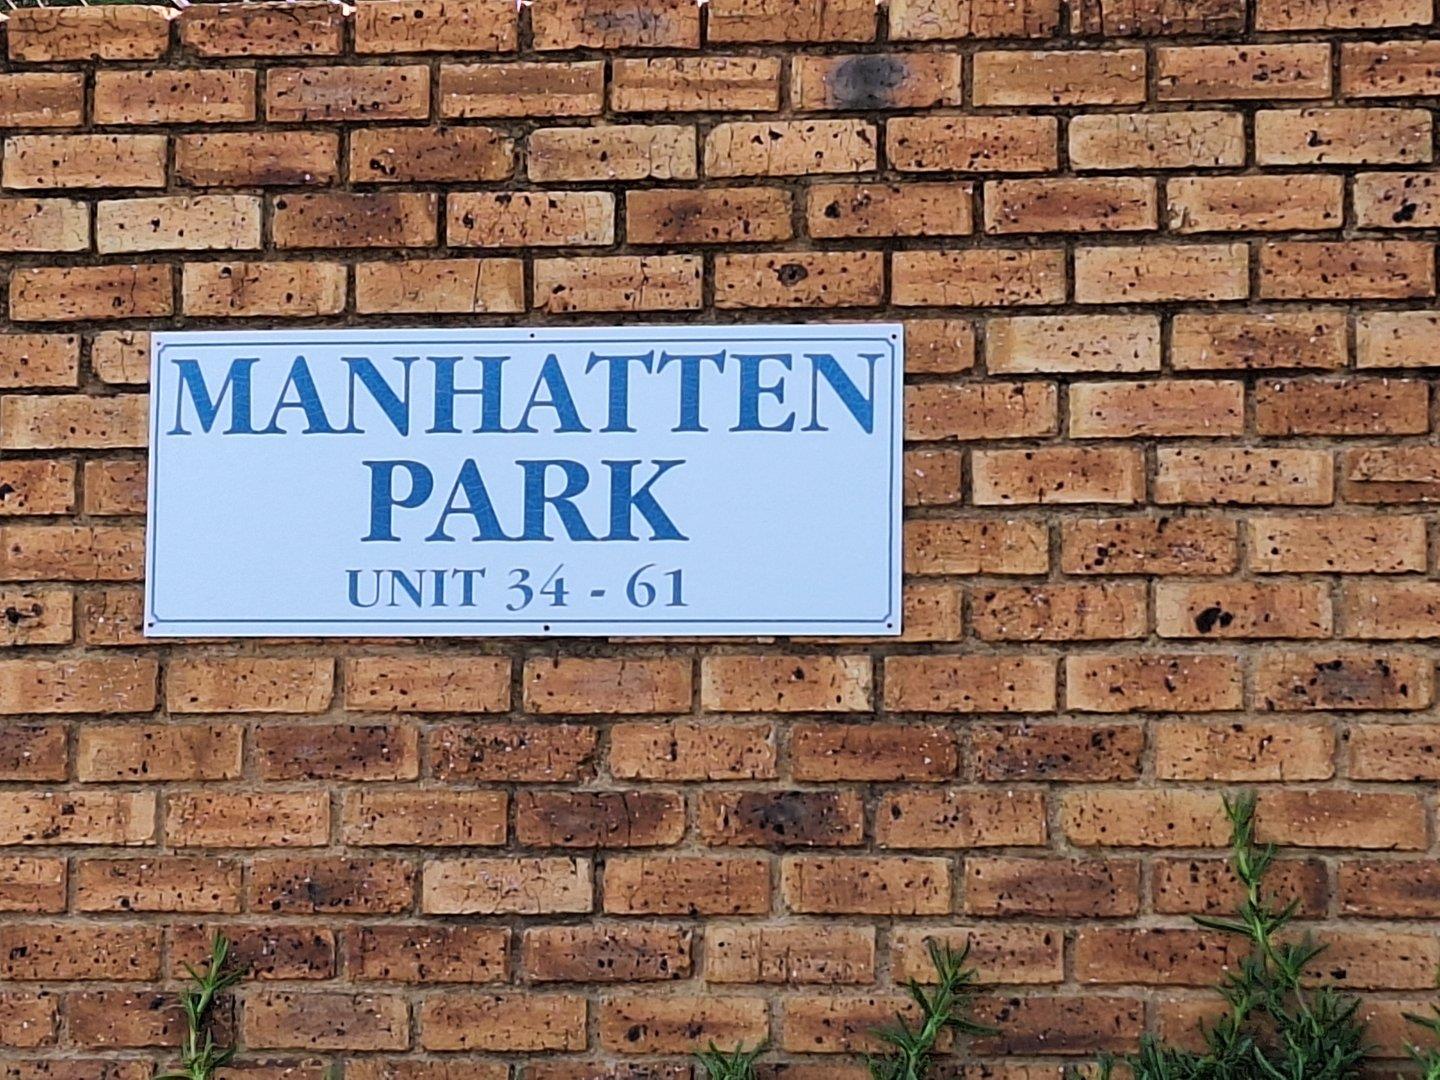 MANHATTEN
PARK
UNIT 34 - 61